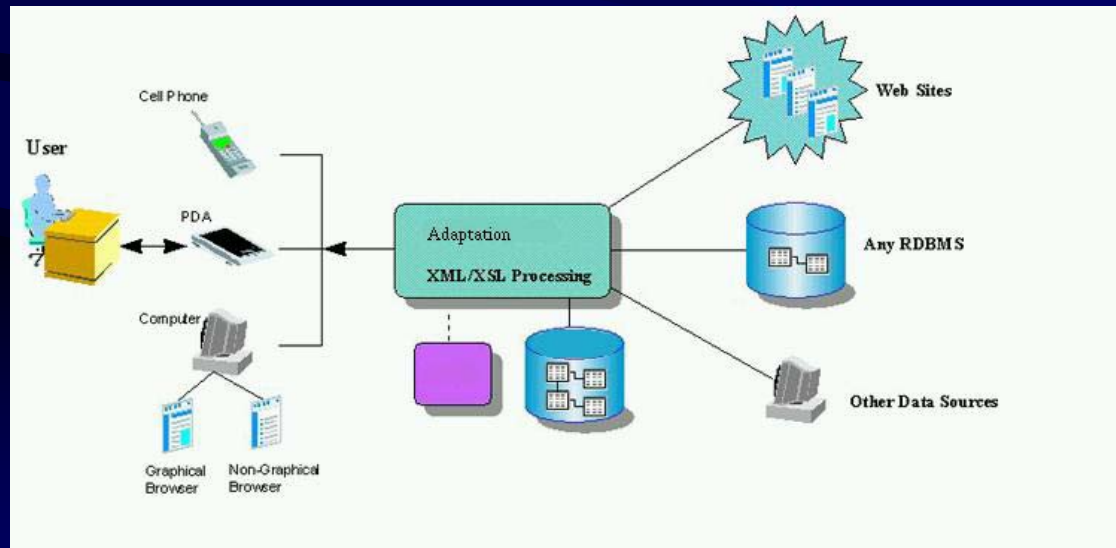 Cell Phone
User
PDA
Computer
Graphical
Browser
Non-Graphical
Browser
Adaptation
XML/XSL Processing
Web Sites
Any RDBMS
Other Data Sources